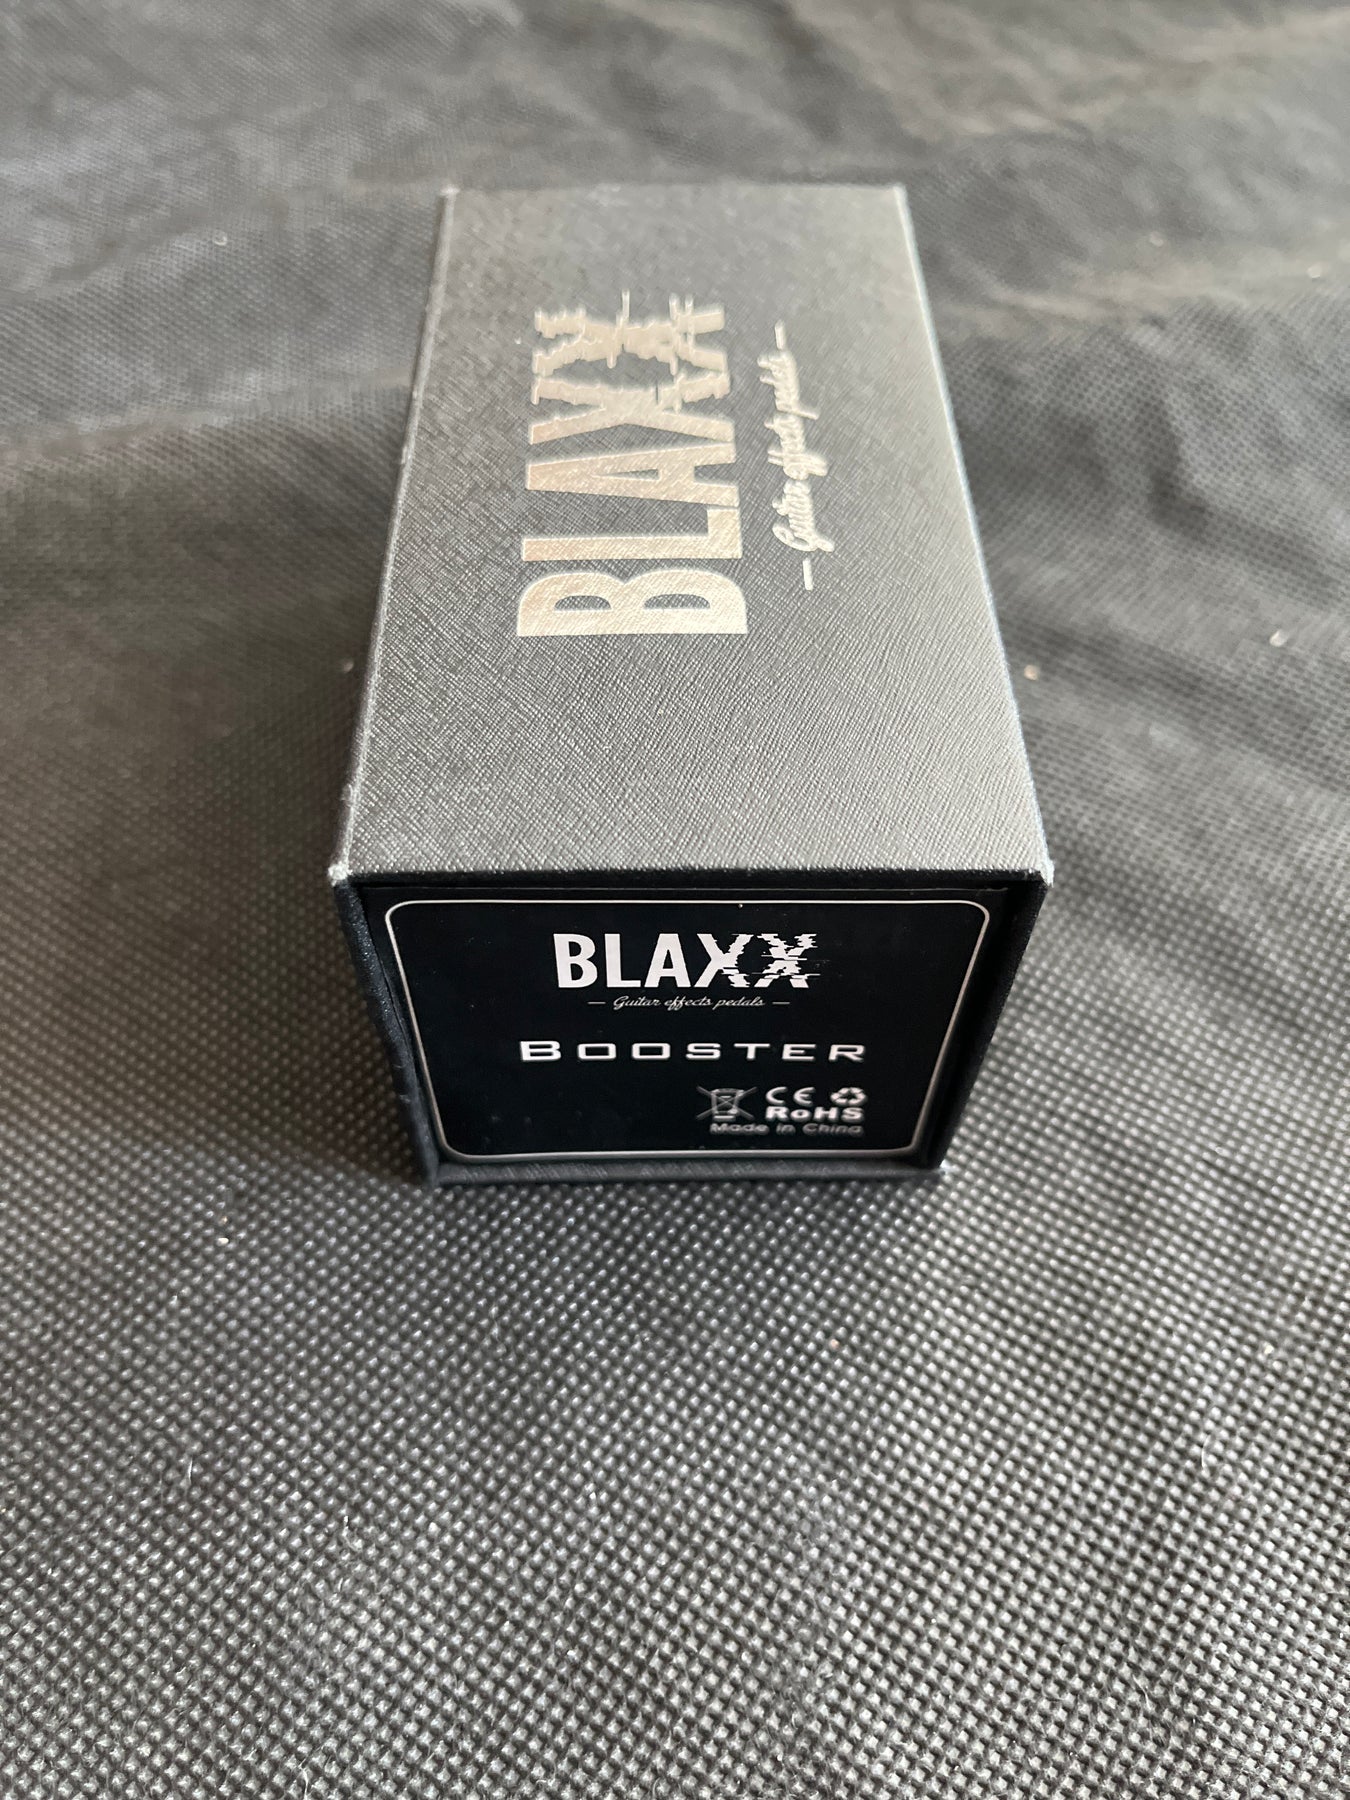 BLAXX
— Guitar effects pedals —
BLAXX
— Guitar effects pedals —
BOOSTER
CE
RoHS
Made in China